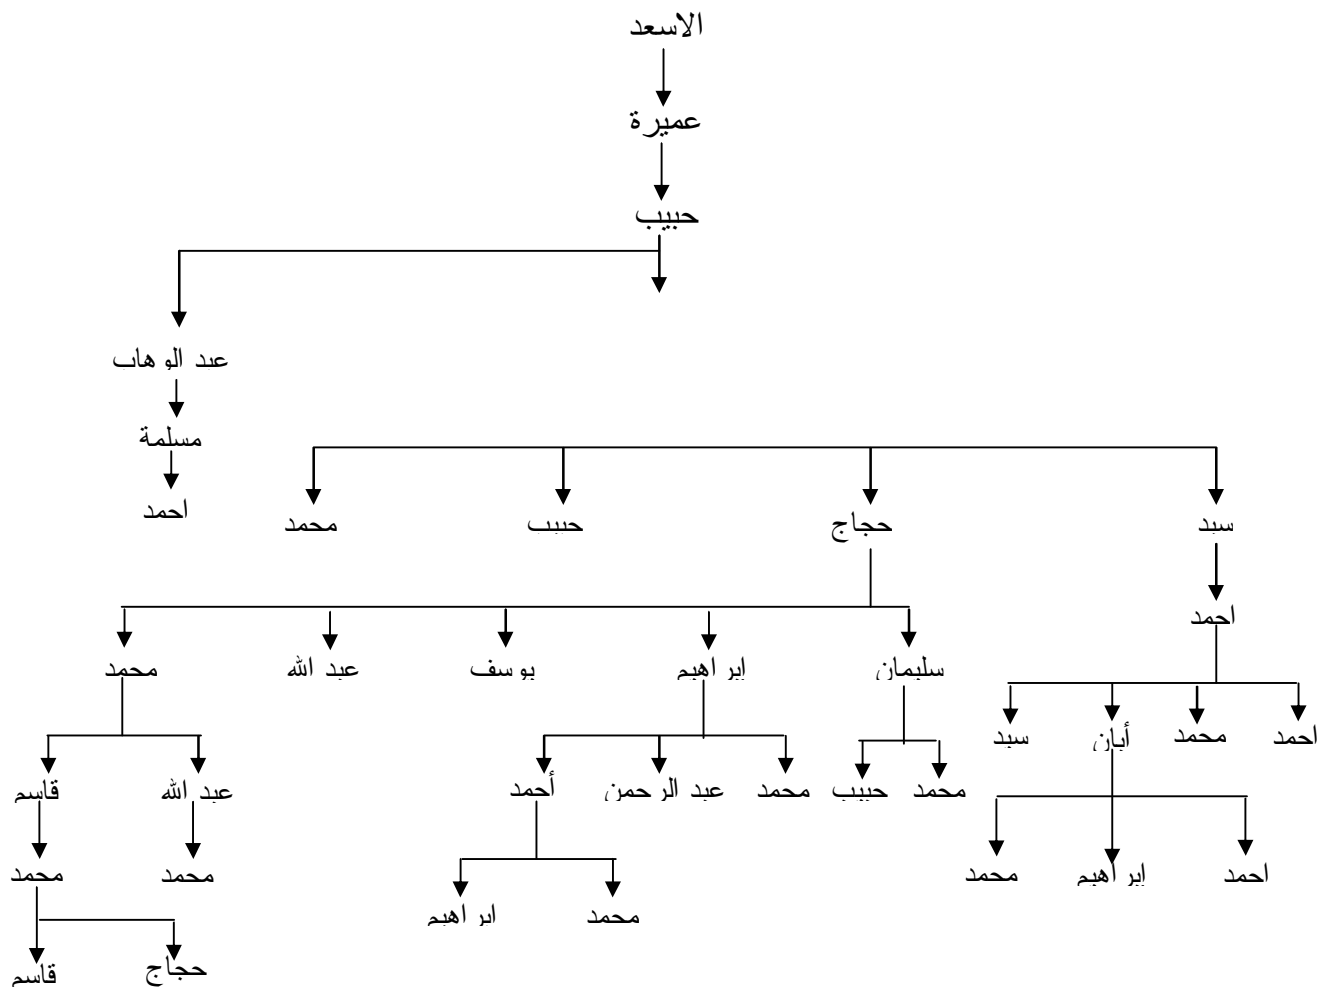 الاسعد
عميرة
حبيب
عبد الوهاب
مسلمة
احمد
سيد حجاج حبيب محمد
احمد
سليمان إبراهيم يوسف عبد الله محمد
احمد محمد أبان سيد
محمد حبيب محمد عبد الرحمن أحمد عبد الله قاسم
احمد إبراهيم محمد
محمد ابراهيم محمد محمد
حجاج قاسم